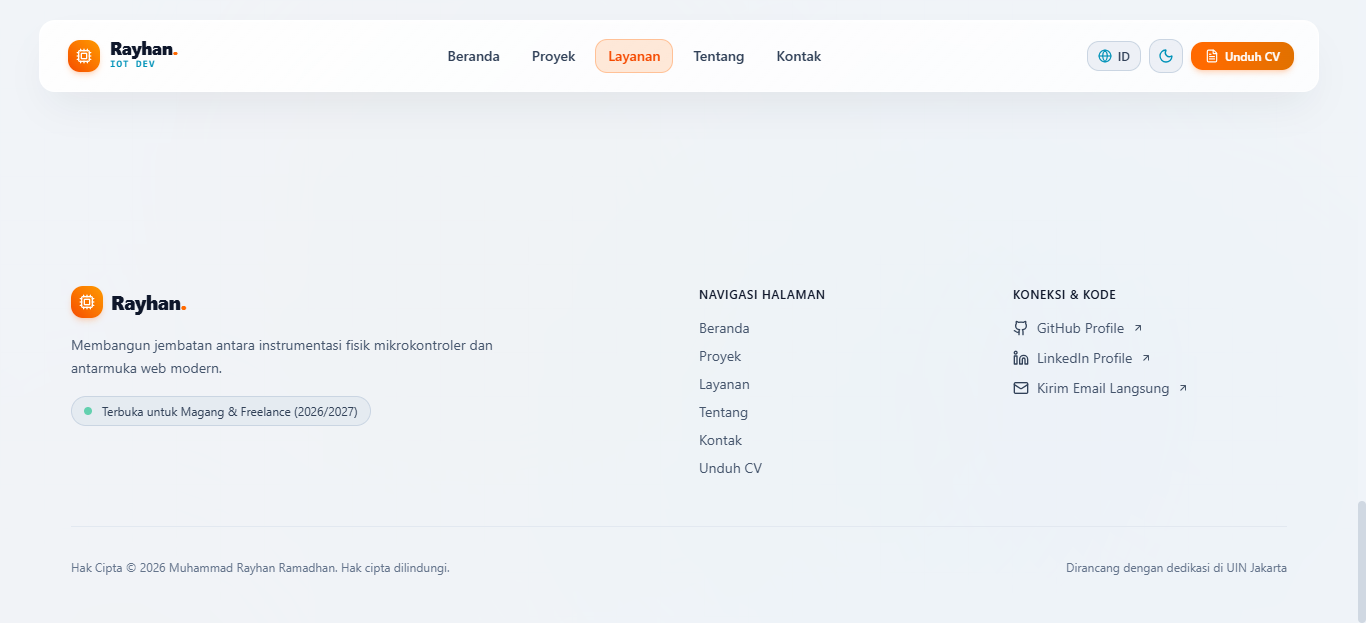 Rayhan.
IOT DEV
Beranda
Proyek
Layanan
Tentang
Kontak
ID
Unduh CV
Rayhan.
Membangun jembatan antara instrumentasi fisik mikrokontroler dan
antarmuka web modern.
Terbuka untuk Magang & Freelance (2026/2027)
NAVIGASI HALAMAN
Beranda
Proyek
Layanan
Tentang
Kontak
Unduh CV
KONEKSI & KODE
GitHub Profile
LinkedIn Profile
Kirim Email Langsung
Hak Cipta © 2026 Muhammad Rayhan Ramadhan. Hak cipta dilindungi.
Dirancang dengan dedikasi di UIN Jakarta